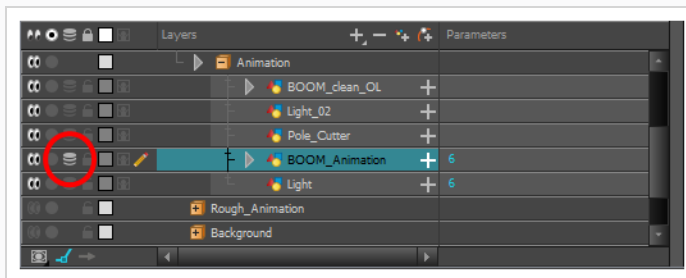 Layers Parameters
Animation
BOOM_clean_OL
Light_02
Pole_Cutter
BOOM_Animation 6
Light 6
Rough_Animation
Background